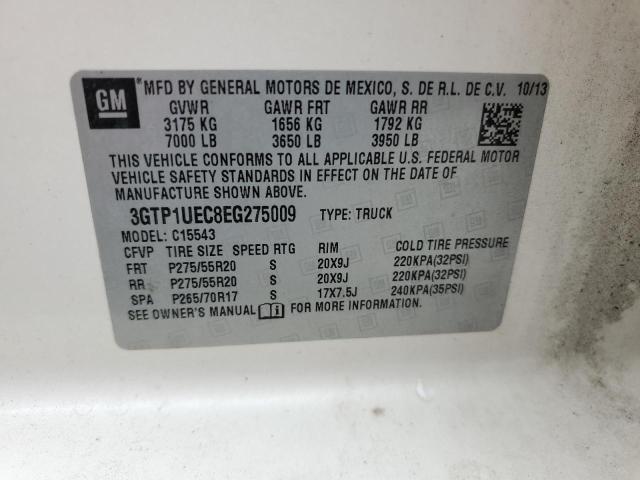 GM
*MFD BY GENERAL MOTORS DE MEXICO, S. DE R.L. DE C.V. 10/13
GVWR GAWR FRT GAWR RR
3175 KG 1656 KG 1792 KG
7000 LB 3650 LB 3950 LB
THIS VEHICLE CONFORMS TO ALL APPLICABLE U.S. FEDERAL MOTOR
VEHICLE SAFETY STANDARDS IN EFFECT ON THE DATE OF
MANUFACTURE SHOWN ABOVE.
3GTP1UEC8EG275009 TYPE: TRUCK
MODEL: C15543
CFVP TIRE SIZE SPEED RTG RIM COLD TIRE PRESSURE
FRT P275/55R20 S 20X9J 220KPA(32PSI)
RR P275/55R20 S 20X9J 220KPA(32PSI)
SPA P265/70R17 S 17X7.5J 240KPA(35PSI)
SEE OWNER'S MANUAL FOR MORE INFORMATION.